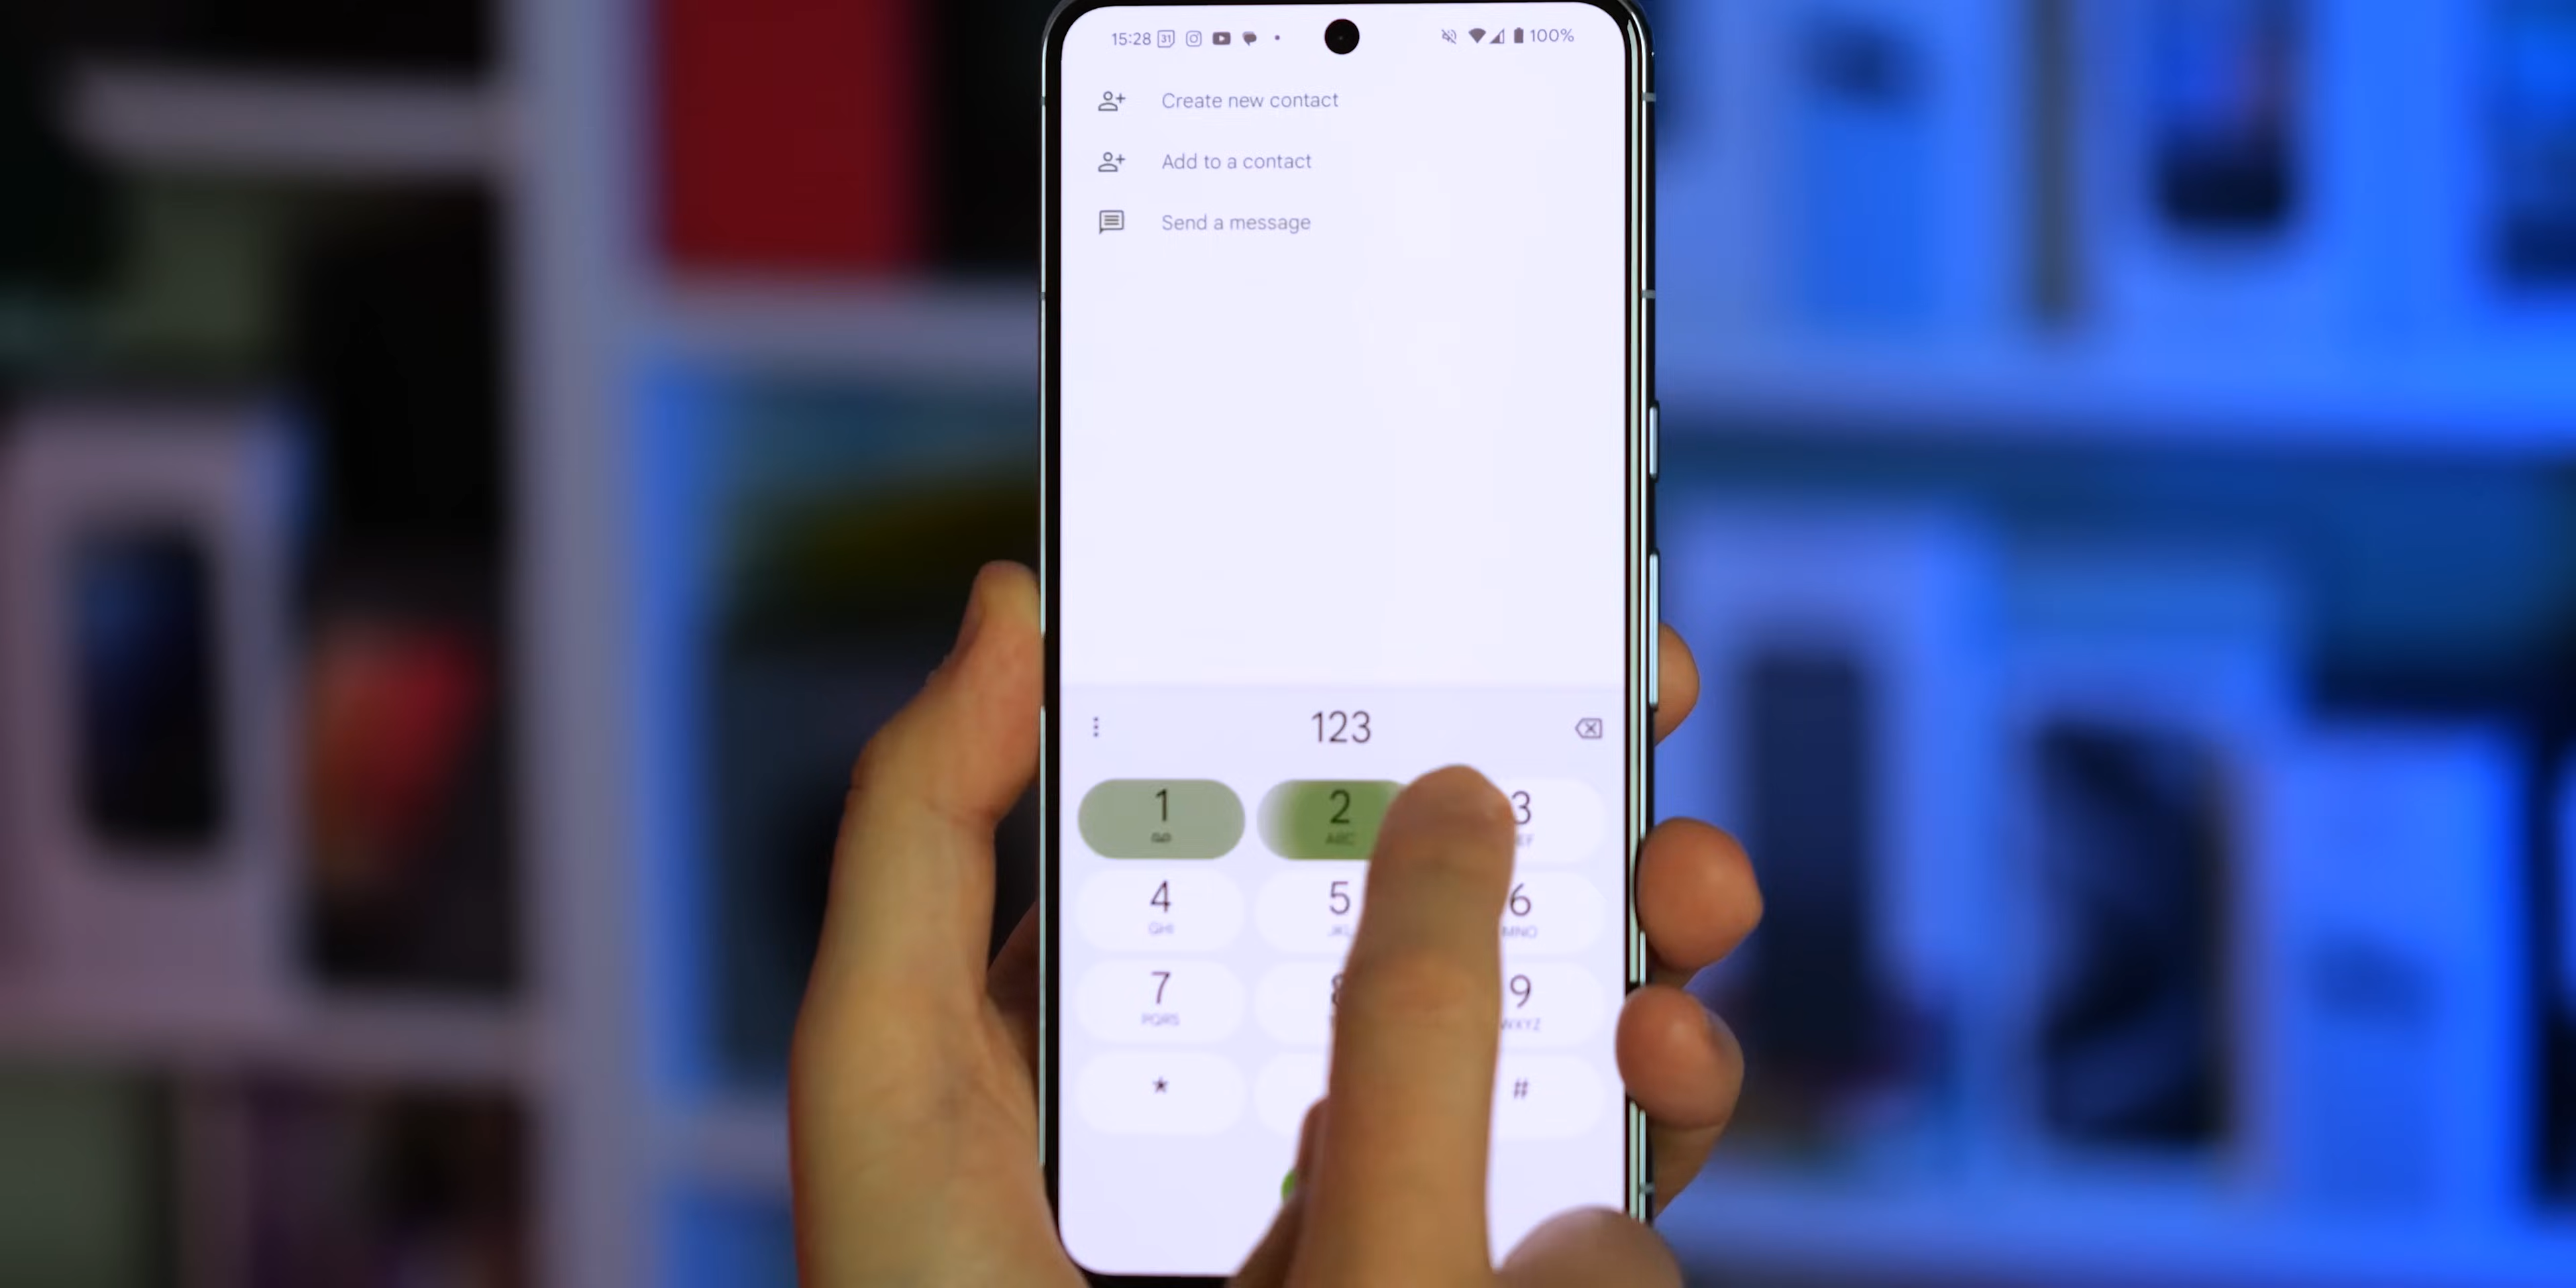 15:28 31 100%
Create new contact
Add to a contact
Send a message
123
1 2 3
ABC
4 5 6
GHI JKL MNO
7 8 9
PQRS WXYZ
* #